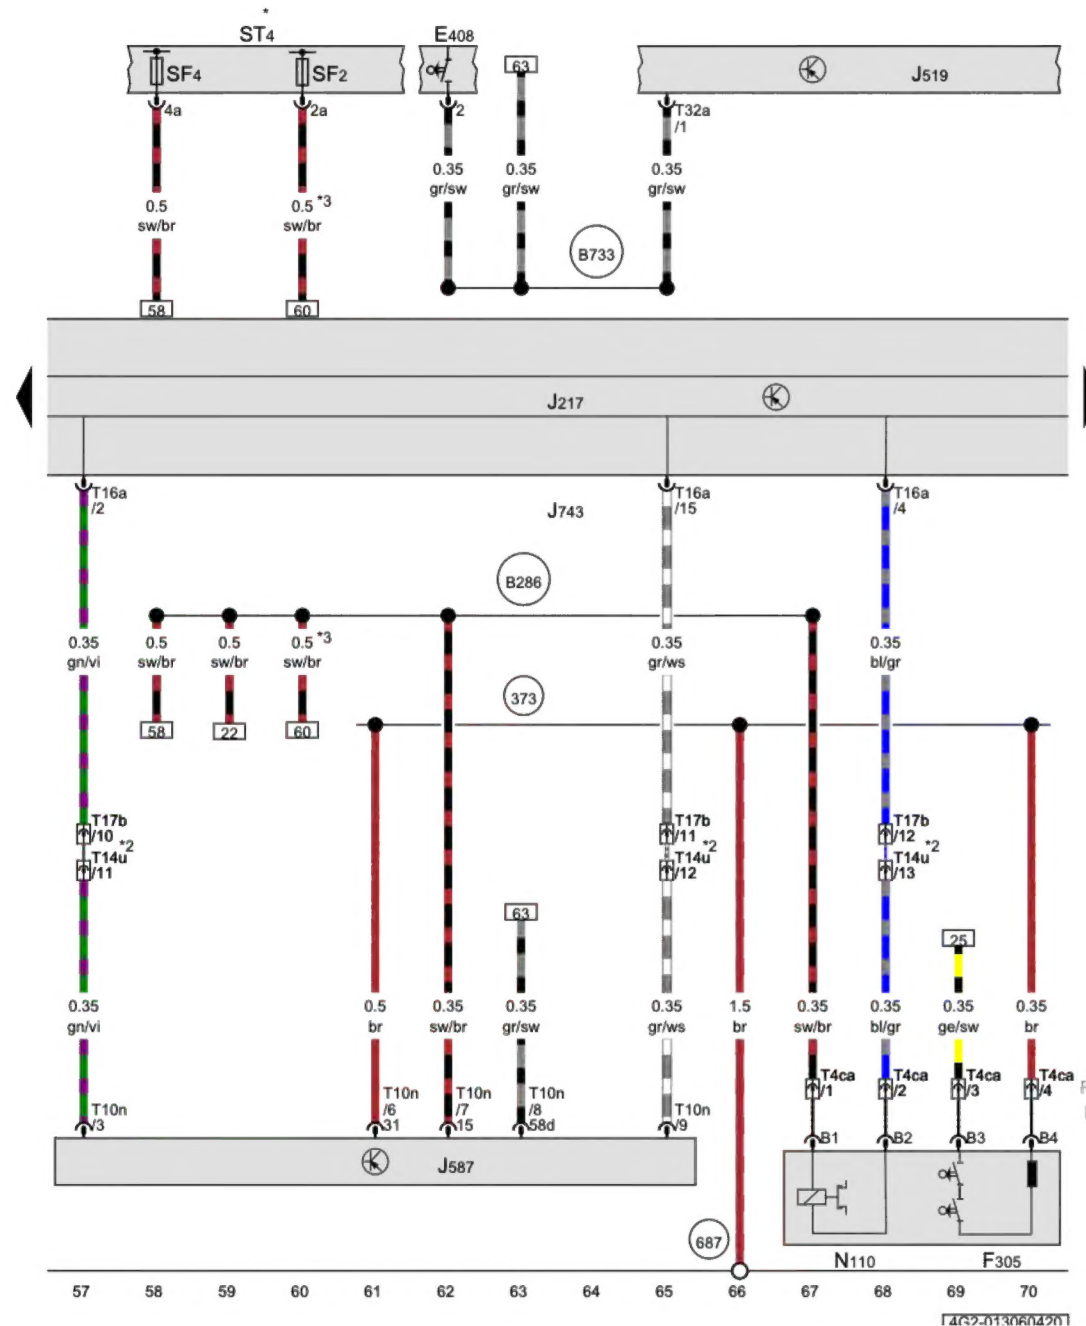 *
ST4
E408
63
SF4
SF2
J519
4a
2a
2
T32a
/1
0.35
gr/sw
0.35
gr/sw
0.35
gr/sw
0.5
sw/br
0.5 *3
sw/br
B733
58
60
J217
T16a
/2
T16a
/15
T16a
/4
J743
B286
0.35
gn/vi
0.5
sw/br
0.5
sw/br
0.5 *3
sw/br
0.35
gr/ws
0.35
bl/gr
373
58
22
60
T17b
/10
*2
T14u
/11
T17b
/11
*2
T14u
/12
T17b
/12
*2
T14u
/13
63
25
0.35
gn/vi
0.5
br
0.35
sw/br
0.35
gr/sw
0.35
gr/ws
1.5
br
0.35
sw/br
0.35
bl/gr
0.35
ge/sw
0.35
br
T4ca
/1
T4ca
/2
T4ca
/3
T4ca
/4
T10n
/3
T10n
/6
31
T10n
/7
15
T10n
/8
58d
T10n
/9
B1
B2
B3
B4
J587
687
N110
F305
57 58 59 60 61 62 63 64 65 66 67 68 69 70
4G2-013060420